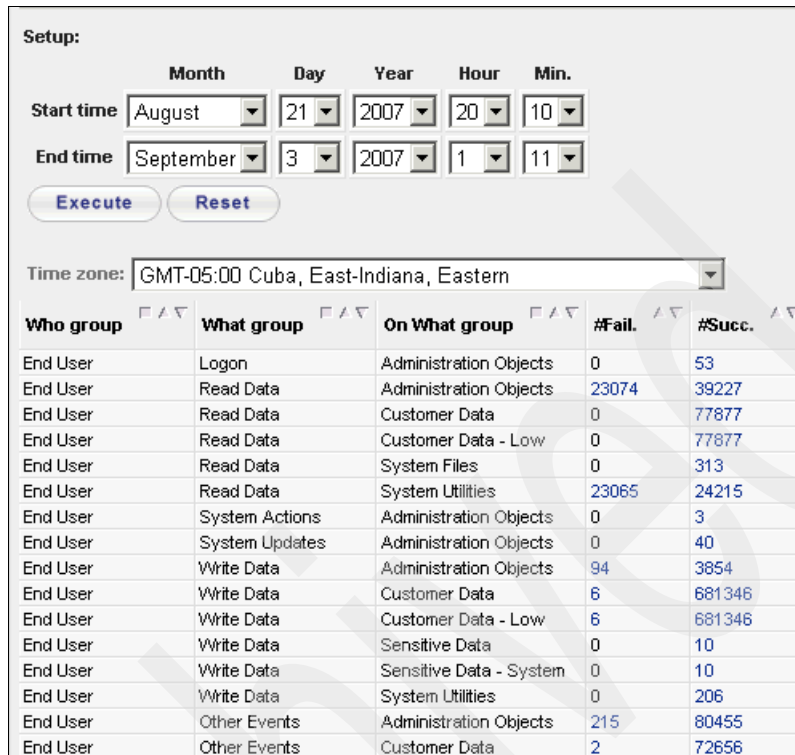 Setup:
Month Day Year Hour Min.
Start time August 21 2007 20 10
End time September 3 2007 1 11
Execute Reset
Time zone: GMT-05:00 Cuba, East-Indiana, Eastern
Who group What group On What group #Fail. #Succ.
End User Logon Administration Objects 0 53
End User Read Data Administration Objects 23074 39227
End User Read Data Customer Data 0 77877
End User Read Data Customer Data - Low 0 77877
End User Read Data System Files 0 313
End User Read Data System Utilities 23065 24215
End User System Actions Administration Objects 0 3
End User System Updates Administration Objects 0 40
End User Write Data Administration Objects 94 3854
End User Write Data Customer Data 6 681346
End User Write Data Customer Data - Low 6 681346
End User Write Data Sensitive Data 0 10
End User Write Data Sensitive Data - System 0 10
End User Write Data System Utilities 0 206
End User Other Events Administration Objects 215 80455
End User Other Events Customer Data 2 72656